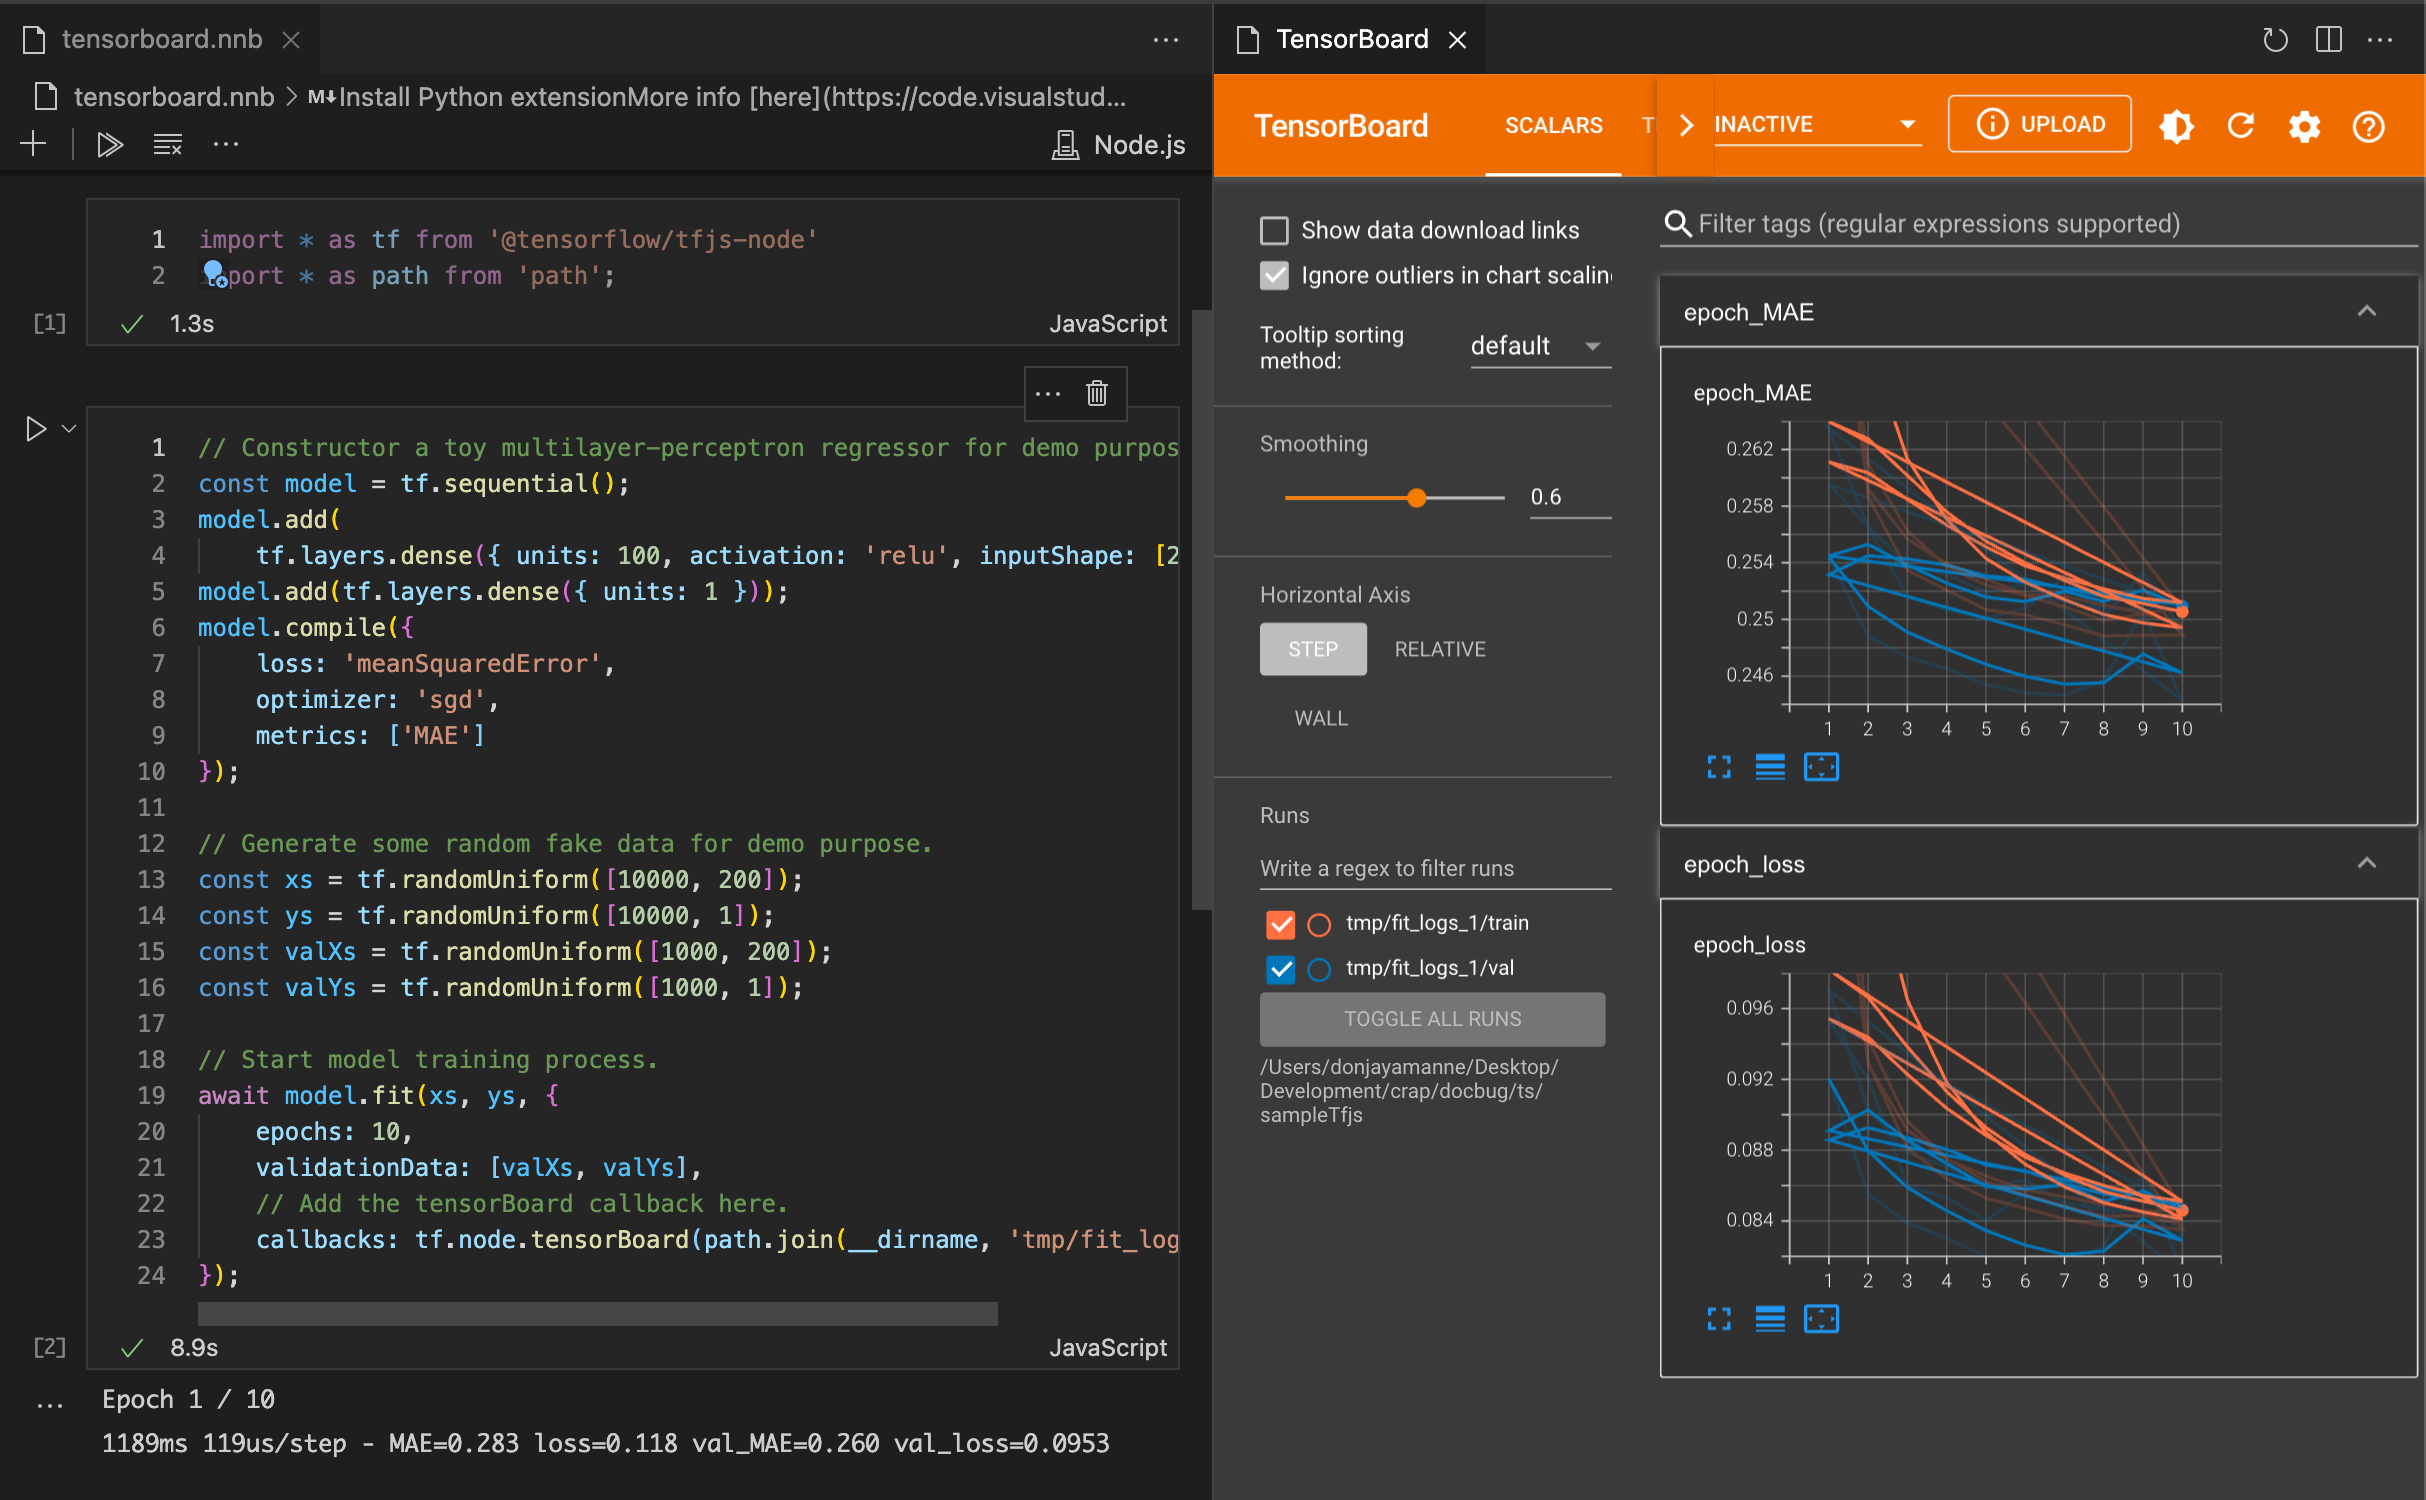 tensorboard.nnb
tensorboard.nnb > M↓Install Python extensionMore info [here](https://code.visualstud...
Node.js
1 import * as tf from '@tensorflow/tfjs-node'
2 import * as path from 'path';
[1] 1.3s JavaScript
1 // Constructor a toy multilayer-perceptron regressor for demo purpos
2 const model = tf.sequential();
3 model.add(
4     tf.layers.dense({ units: 100, activation: 'relu', inputShape: [2
5 model.add(tf.layers.dense({ units: 1 }));
6 model.compile({
7     loss: 'meanSquaredError',
8     optimizer: 'sgd',
9     metrics: ['MAE']
10 });
11
12 // Generate some random fake data for demo purpose.
13 const xs = tf.randomUniform([10000, 200]);
14 const ys = tf.randomUniform([10000, 1]);
15 const valXs = tf.randomUniform([1000, 200]);
16 const valYs = tf.randomUniform([1000, 1]);
17
18 // Start model training process.
19 await model.fit(xs, ys, {
20     epochs: 10,
21     validationData: [valXs, valYs],
22     // Add the tensorBoard callback here.
23     callbacks: tf.node.tensorBoard(path.join(__dirname, 'tmp/fit_log
24 });
[2] 8.9s JavaScript
... Epoch 1 / 10
1189ms 119us/step - MAE=0.283 loss=0.118 val_MAE=0.260 val_loss=0.0953
TensorBoard
TensorBoard SCALARS T INACTIVE UPLOAD
Show data download links
Ignore outliers in chart scalin
Tooltip sorting
method:
default
Smoothing
0.6
Horizontal Axis
STEP RELATIVE
WALL
Runs
Write a regex to filter runs
tmp/fit_logs_1/train
tmp/fit_logs_1/val
TOGGLE ALL RUNS
/Users/donjayamanne/Desktop/
Development/crap/docbug/ts/
sampleTfjs
Filter tags (regular expressions supported)
epoch_MAE
epoch_MAE
0.262
0.258
0.254
0.25
0.246
1 2 3 4 5 6 7 8 9 10
epoch_loss
epoch_loss
0.096
0.092
0.088
0.084
1 2 3 4 5 6 7 8 9 10